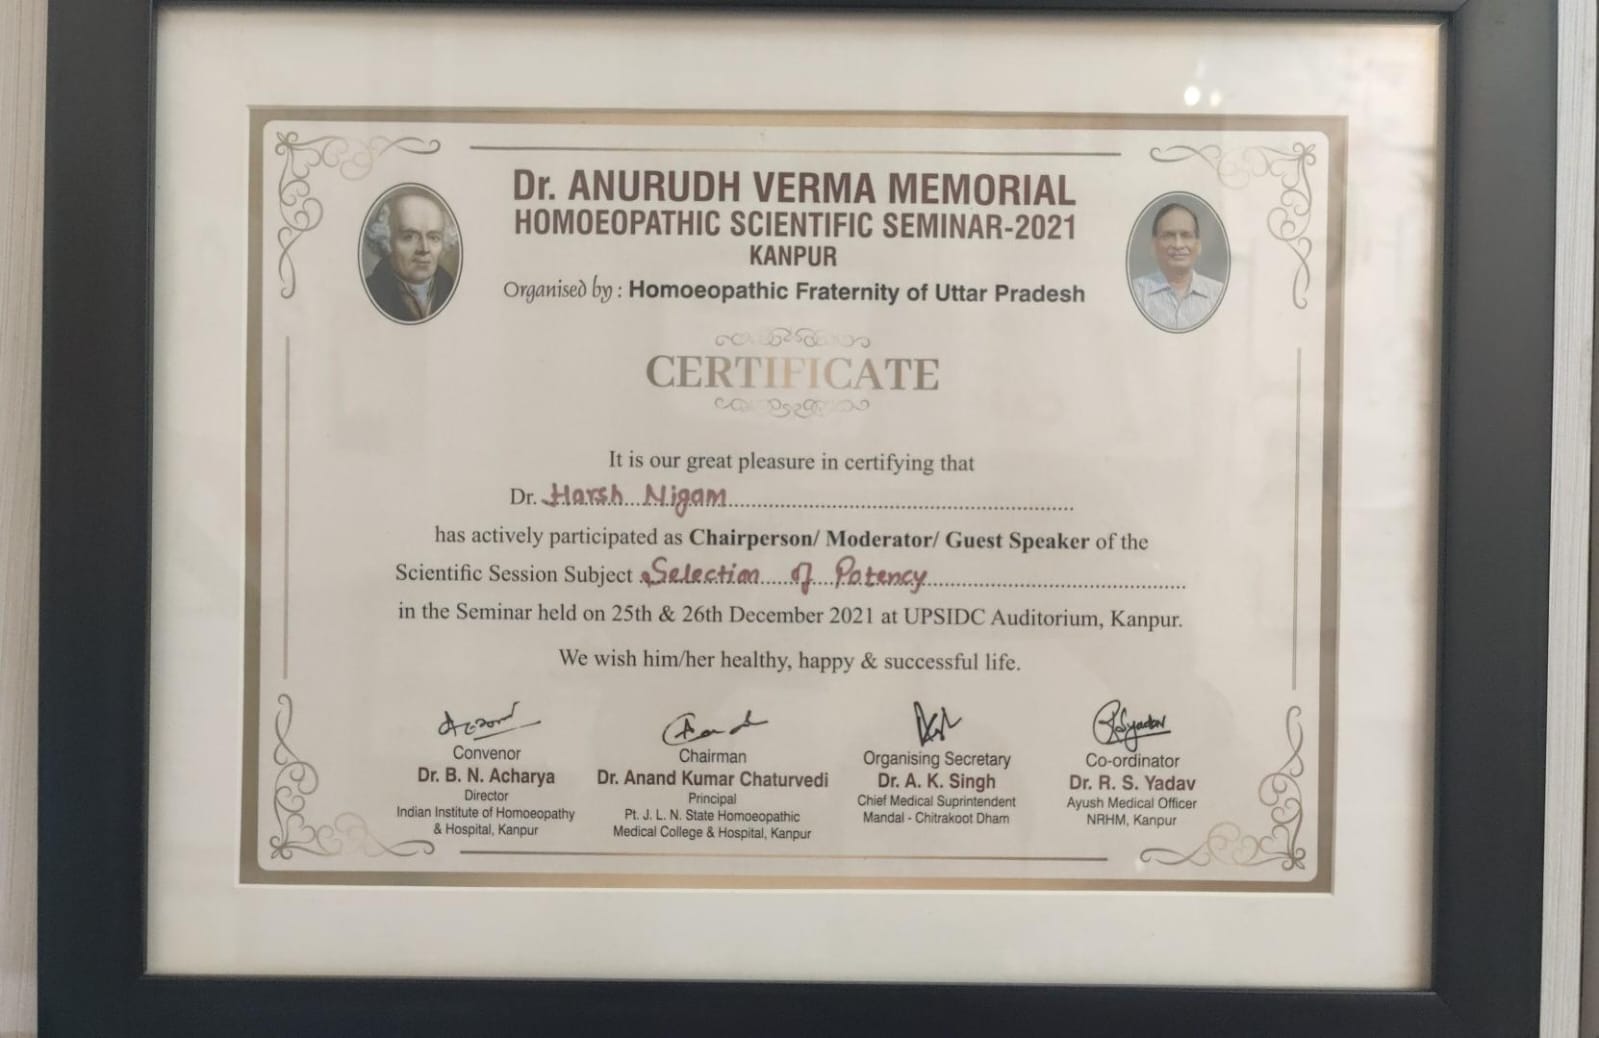 Dr. ANURUDH VERMA MEMORIAL
HOMOEOPATHIC SCIENTIFIC SEMINAR-2021
KANPUR
Organised by : Homoeopathic Fraternity of Uttar Pradesh
CERTIFICATE
It is our great pleasure in certifying that
Dr. Harsh Nigam
has actively participated as Chairperson/ Moderator/ Guest Speaker of the
Scientific Session Subject Selection of Potency
in the Seminar held on 25th & 26th December 2021 at UPSIDC Auditorium, Kanpur.
We wish him/her healthy, happy & successful life.
Convenor
Dr. B. N. Acharya
Director
Indian Institute of Homoeopathy
& Hospital, Kanpur
Chairman
Dr. Anand Kumar Chaturvedi
Principal
Pt. J. L. N. State Homoeopathic
Medical College & Hospital, Kanpur
Organising Secretary
Dr. A. K. Singh
Chief Medical Suprintendent
Mandal - Chitrakoot Dham
RSyadav
Co-ordinator
Dr. R. S. Yadav
Ayush Medical Officer
NRHM, Kanpur